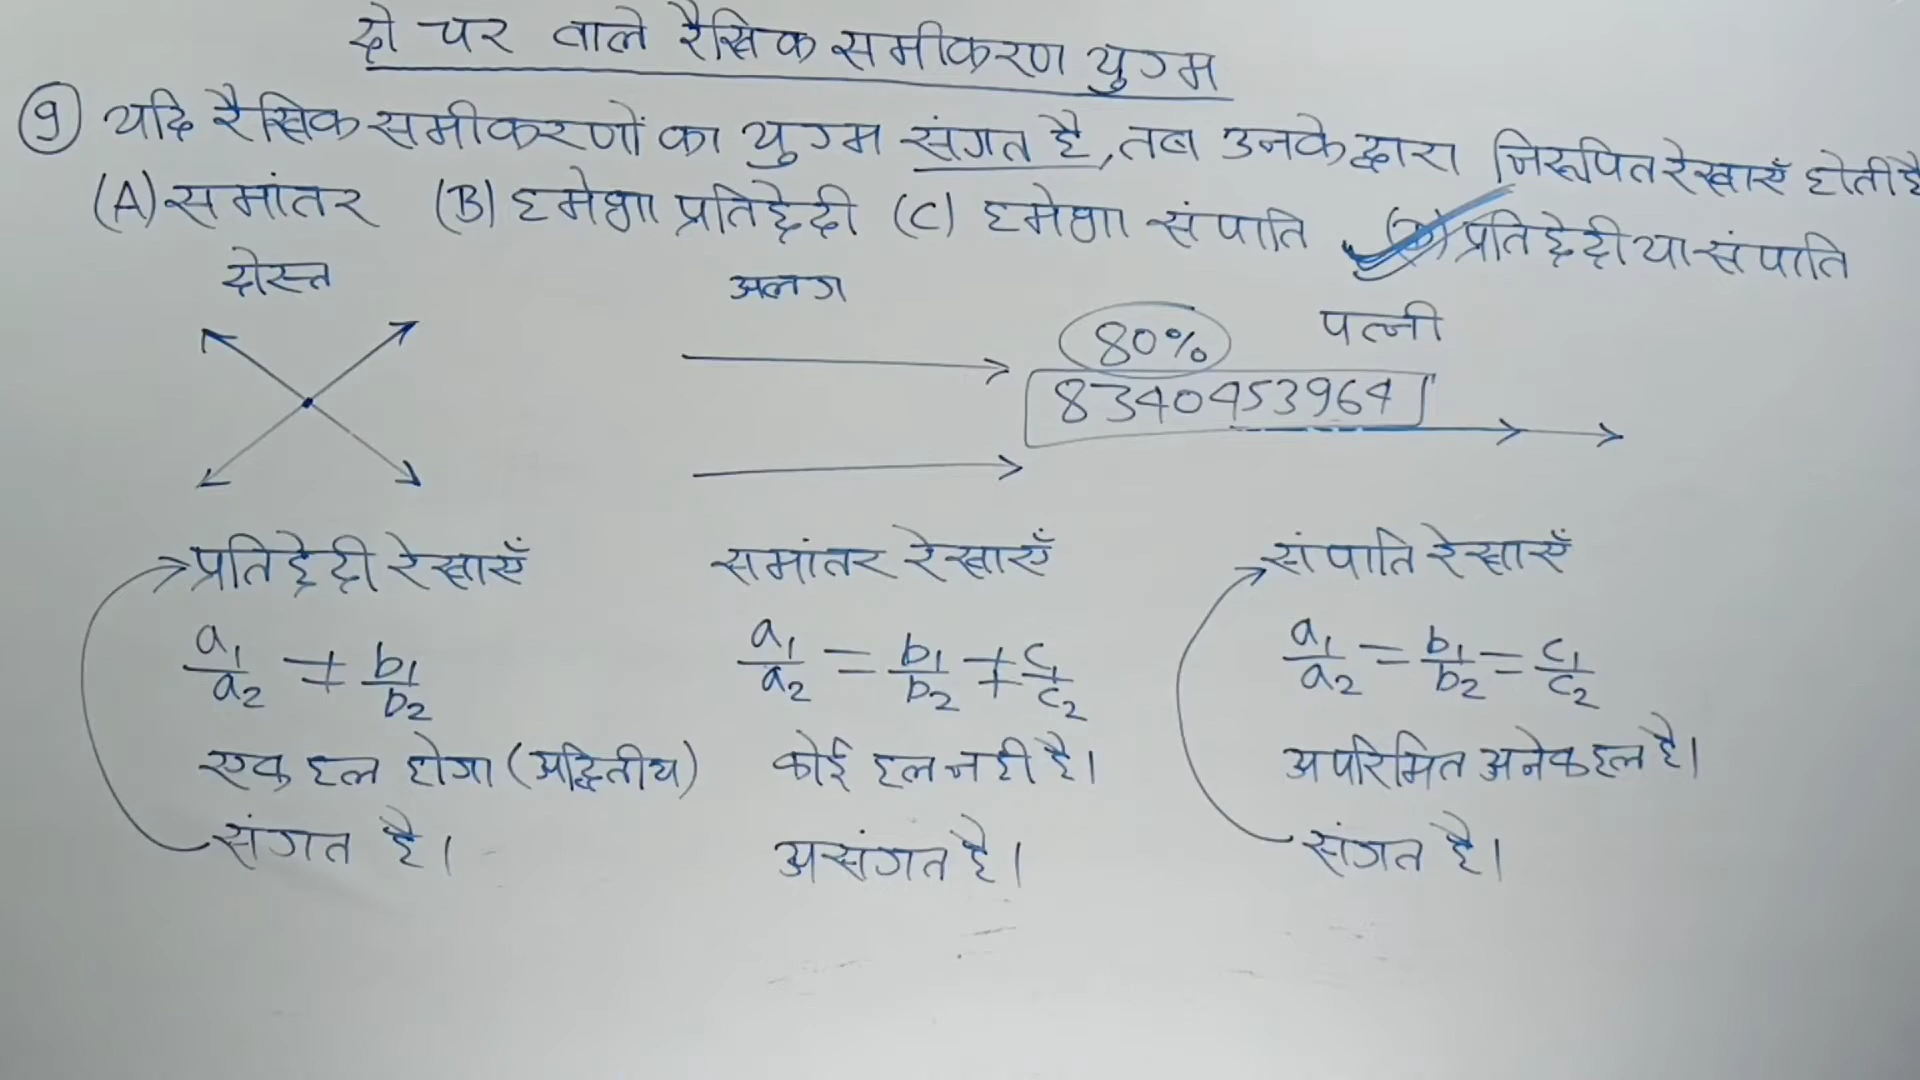 दो चर वाले रैखिक समीकरण युग्म
9 यदि रैखिक समीकरणों का युग्म संगत है, तब उनके द्वारा निरूपित रेखाएँ होती है
(A) समांतर (B) हमेशा प्रतिछेदी (C) हमेशा संपाति प्रतिछेदी या संपाति
दोस्त अलग पत्नी
80%
8340453964
प्रतिछेदी रेखाएँ समांतर रेखाएँ संपाति रेखाएँ
a₁/a₂ ≠ b₁/b₂ a₁/a₂ = b₁/b₂ ≠ c₁/c₂ a₁/a₂ = b₁/b₂ = c₁/c₂
एक हल होगा (अद्वितीय) कोई हल नही है। अपरिमित अनेक हल है।
संगत है। असंगत है। संगत है।